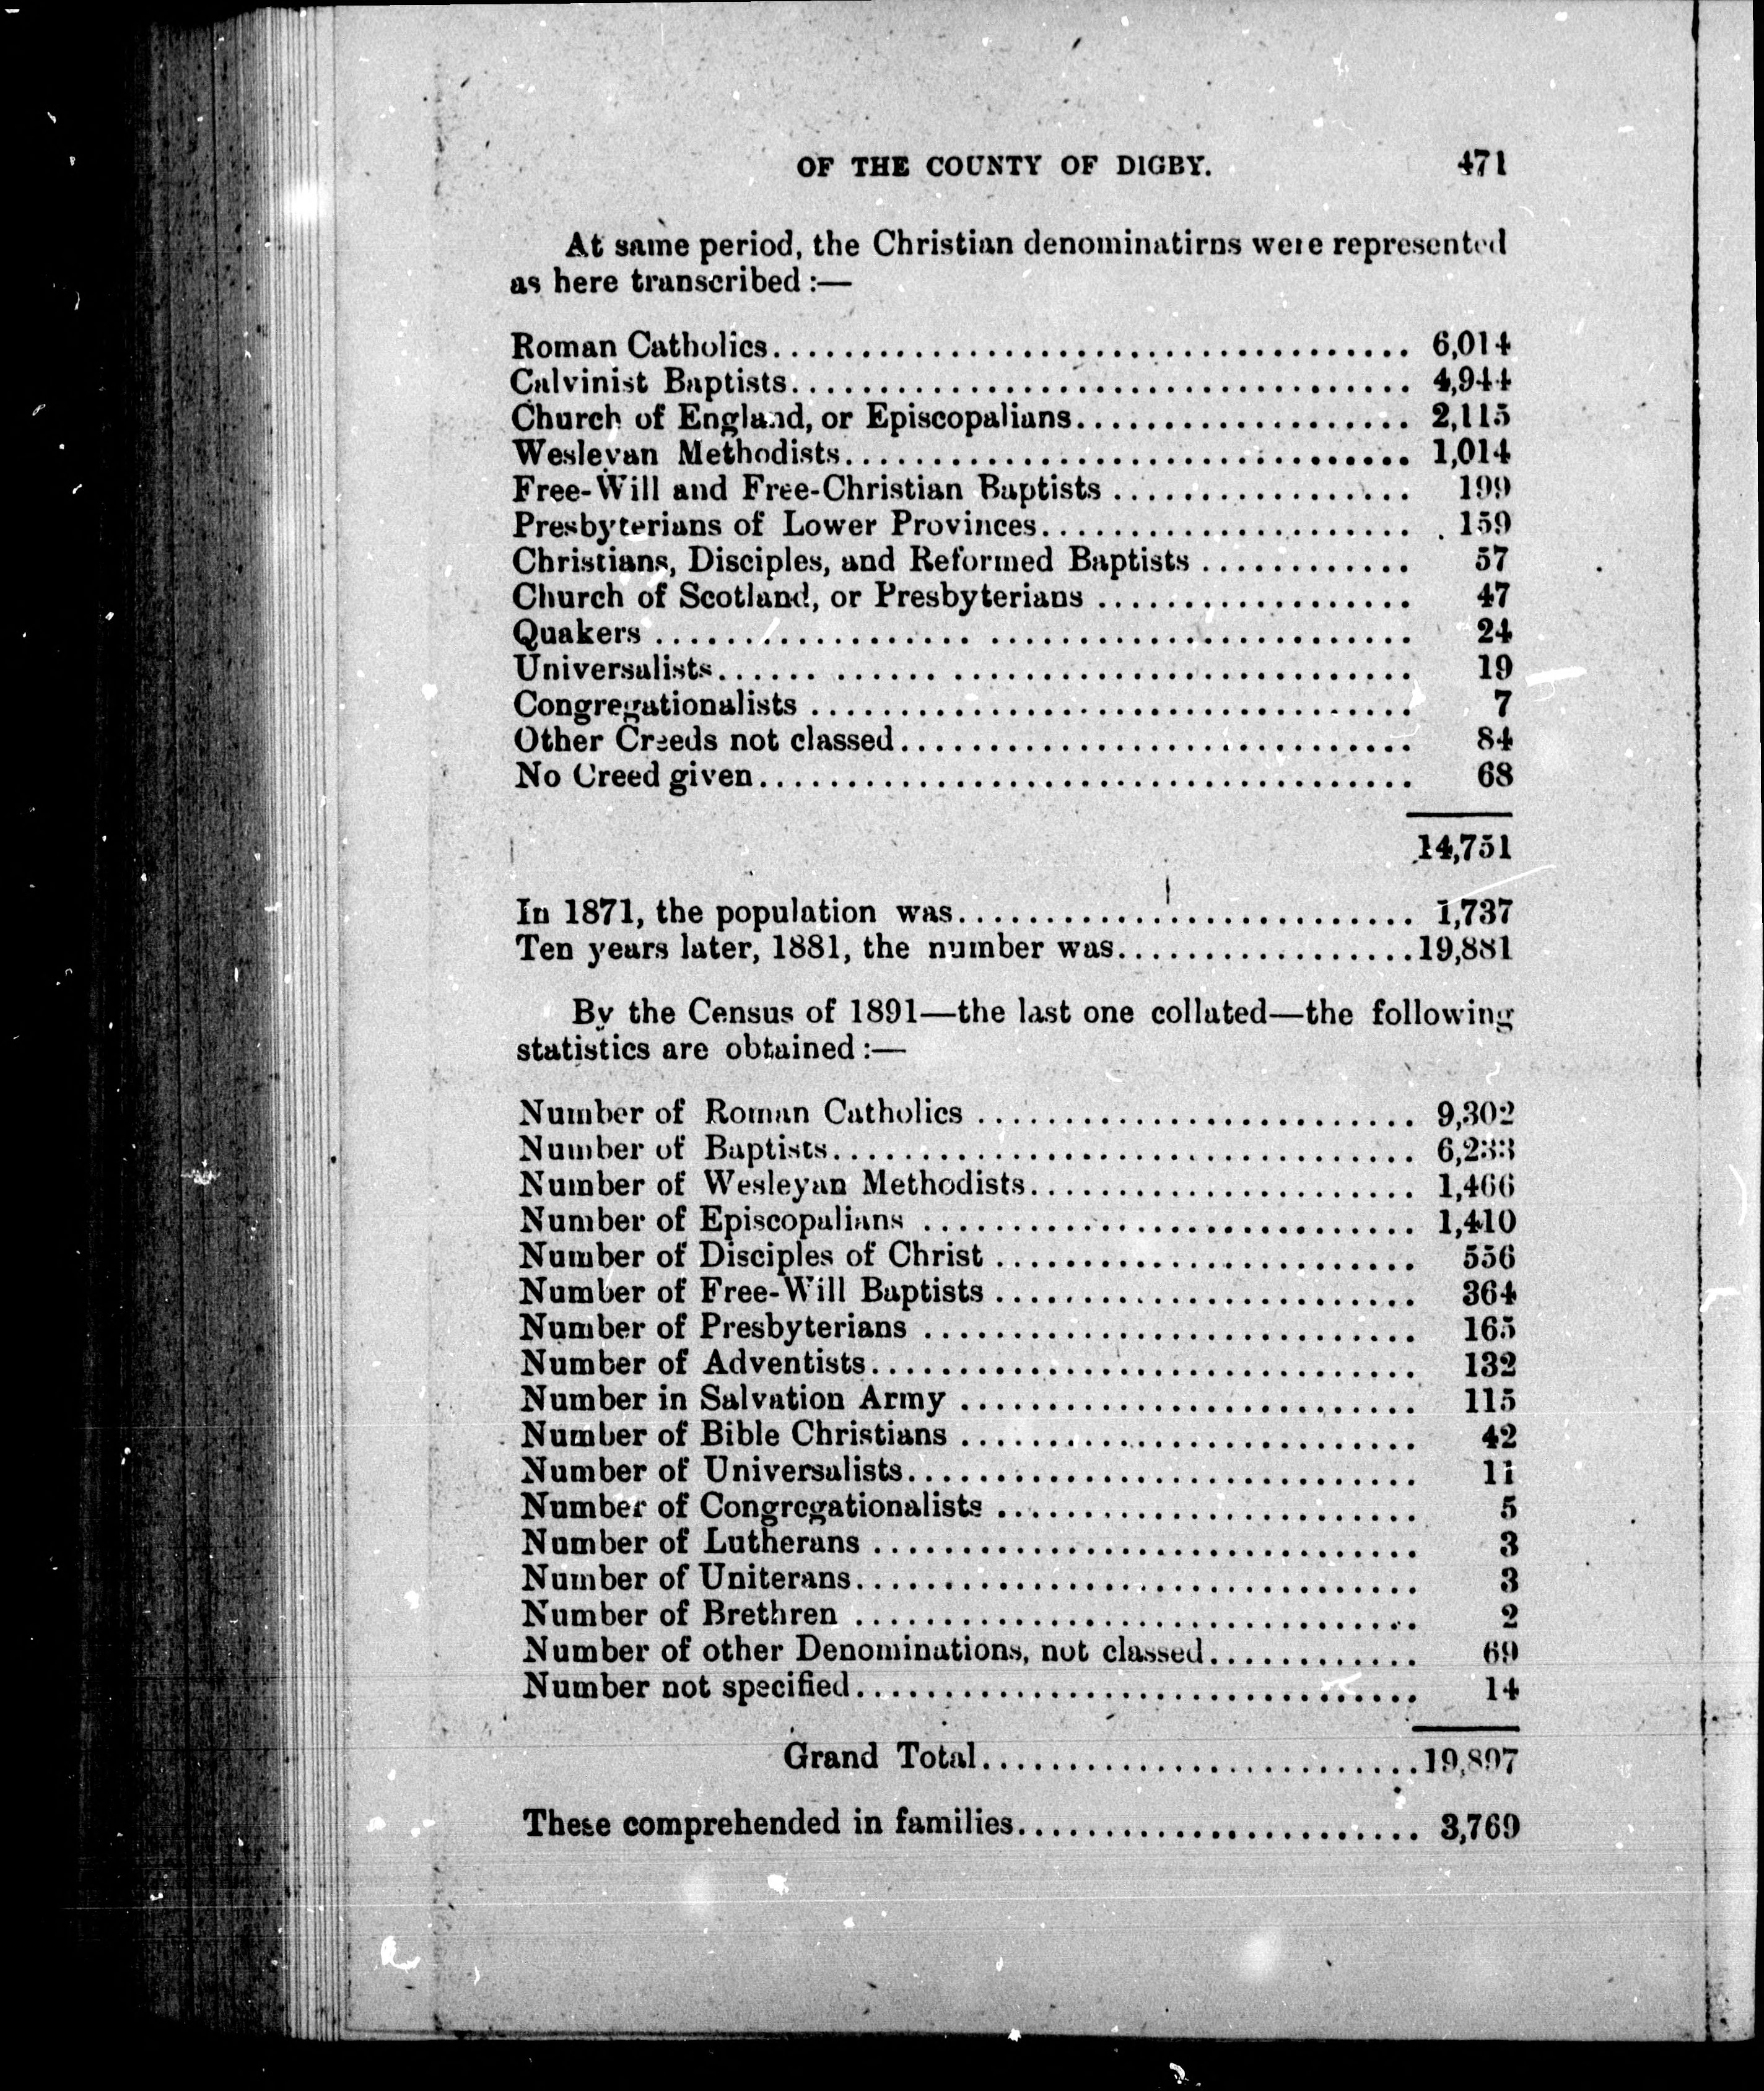 OF THE COUNTY OF DIGBY. 471
At same period, the Christian denominatirns were represented
as here transcribed :—
Roman Catholics........ 6,014
Calvinist Baptists........ 4,944
Church of England, or Episcopalians........ 2,115
Wesleyan Methodists........ 1,014
Free-Will and Free-Christian Baptists ........ 199
Presbyterians of Lower Provinces........ 159
Christians, Disciples, and Reformed Baptists ........ 57
Church of Scotland, or Presbyterians ........ 47
Quakers ........ 24
Universalists........ 19
Congregationalists ........ 7
Other Creeds not classed........ 84
No Creed given........ 68
14,751
In 1871, the population was........ 1,737
Ten years later, 1881, the number was........19,881
By the Census of 1891—the last one collated—the following
statistics are obtained :—
Number of Roman Catholics ........ 9,302
Number of Baptists........ 6,233
Number of Wesleyan Methodists........ 1,466
Number of Episcopalians ........ 1,410
Number of Disciples of Christ ........ 556
Number of Free-Will Baptists ........ 364
Number of Presbyterians ........ 165
Number of Adventists........ 132
Number in Salvation Army ........ 115
Number of Bible Christians ........ 42
Number of Universalists........ 11
Number of Congregationalists ........ 5
Number of Lutherans ........ 3
Number of Uniterans........ 3
Number of Brethren ........ 2
Number of other Denominations, not classed........ 69
Number not specified........ 14
Grand Total........19,897
These comprehended in families........ 3,769